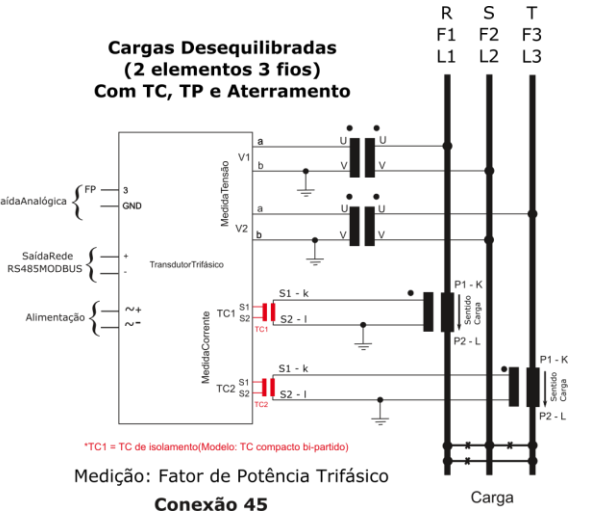 R S T
F1 F2 F3
L1 L2 L3
Cargas Desequilibradas
(2 elementos 3 fios)
Com TC, TP e Aterramento
a U U
V1
b V V
MedidaTensão
a U U
V2
b V V
FP 3
aídaAnalógica
GND
SaídaRede
RS485MODBUS
+
-
TransdutorTrifásico
Alimentação
~+
~-
MedidaCorrente
TC1 S1 S1 - k
S2 S2 - l
TC1
P1 - K
Sentido
Carga
P2 - L
TC2 S1 S1 - k
S2 S2 - l
TC2
P1 - K
Sentido
Carga
P2 - L
*TC1 = TC de isolamento(Modelo: TC compacto bi-partido)
Medição: Fator de Potência Trifásico
Conexão 45
Carga